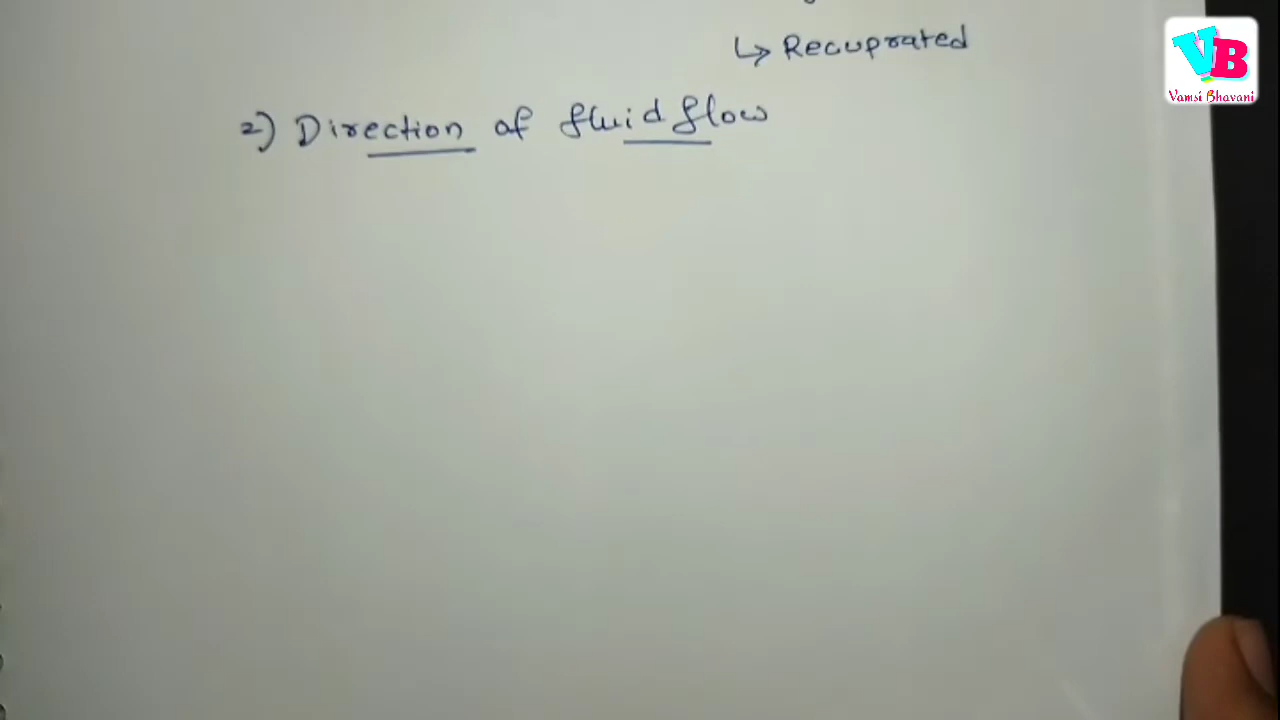 ↳ Recuprated
2) Direction of fluid flow
VB
Vamsi Bhavani